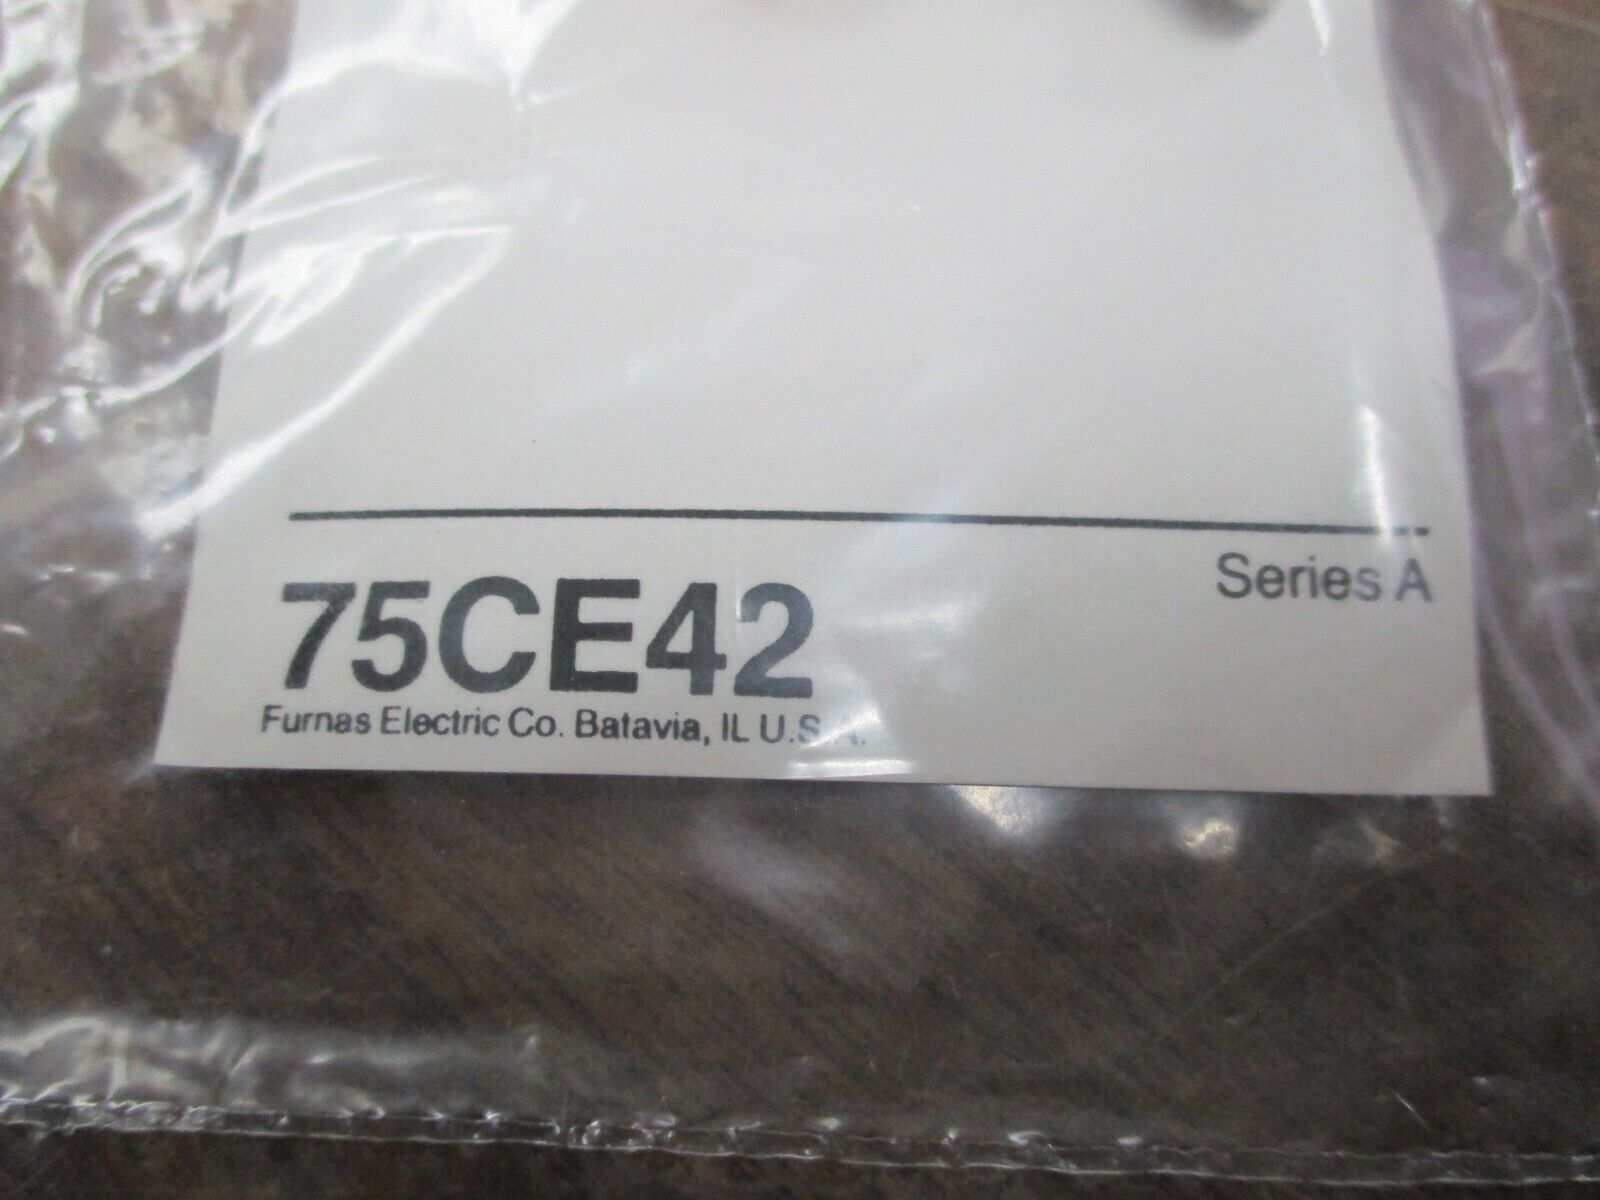 Series A
75CE42
Furnas Electric Co. Batavia, IL U.S.A.